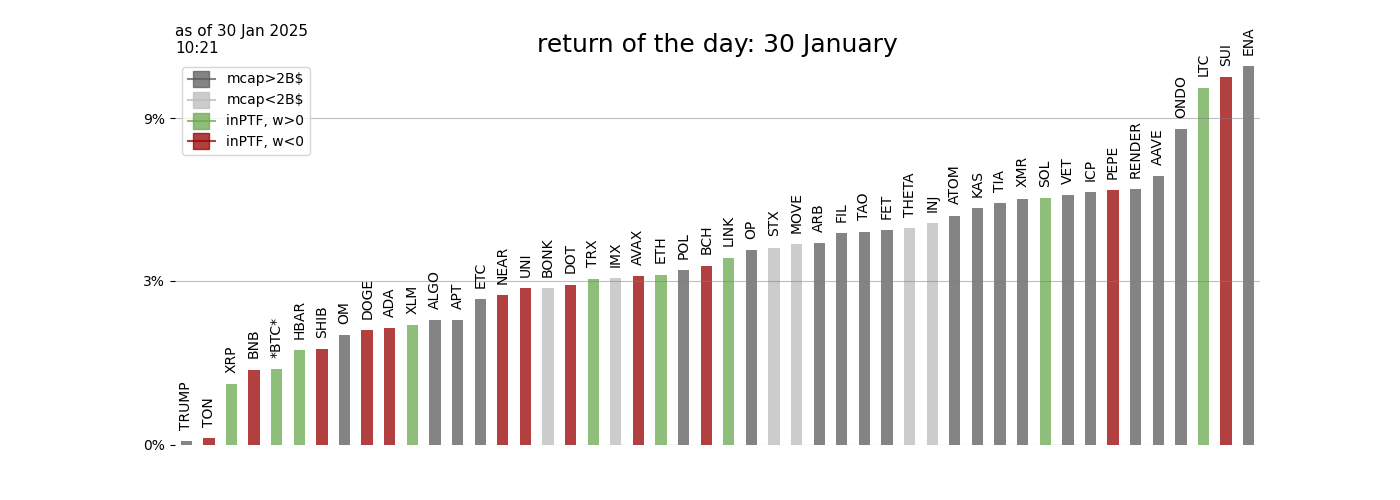 as of 30 Jan 2025
10:21
return of the day: 30 January
mcap>2B$
mcap<2B$
inPTF, w>0
inPTF, w<0
9%
3%
0%
TRUMP
TON
XRP
BNB
*BTC*
HBAR
SHIB
OM
DOGE
ADA
XLM
ALGO
APT
ETC
NEAR
UNI
BONK
DOT
TRX
IMX
AVAX
ETH
POL
BCH
LINK
OP
STX
MOVE
ARB
FIL
TAO
FET
THETA
INJ
ATOM
KAS
TIA
XMR
SOL
VET
ICP
PEPE
RENDER
AAVE
ONDO
LTC
SUI
ENA